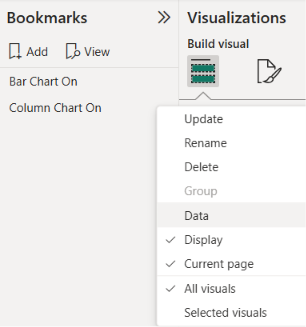 Bookmarks
Add
View
Bar Chart On
Column Chart On
Visualizations
Build visual
Update
Rename
Delete
Group
Data
Display
Current page
All visuals
Selected visuals